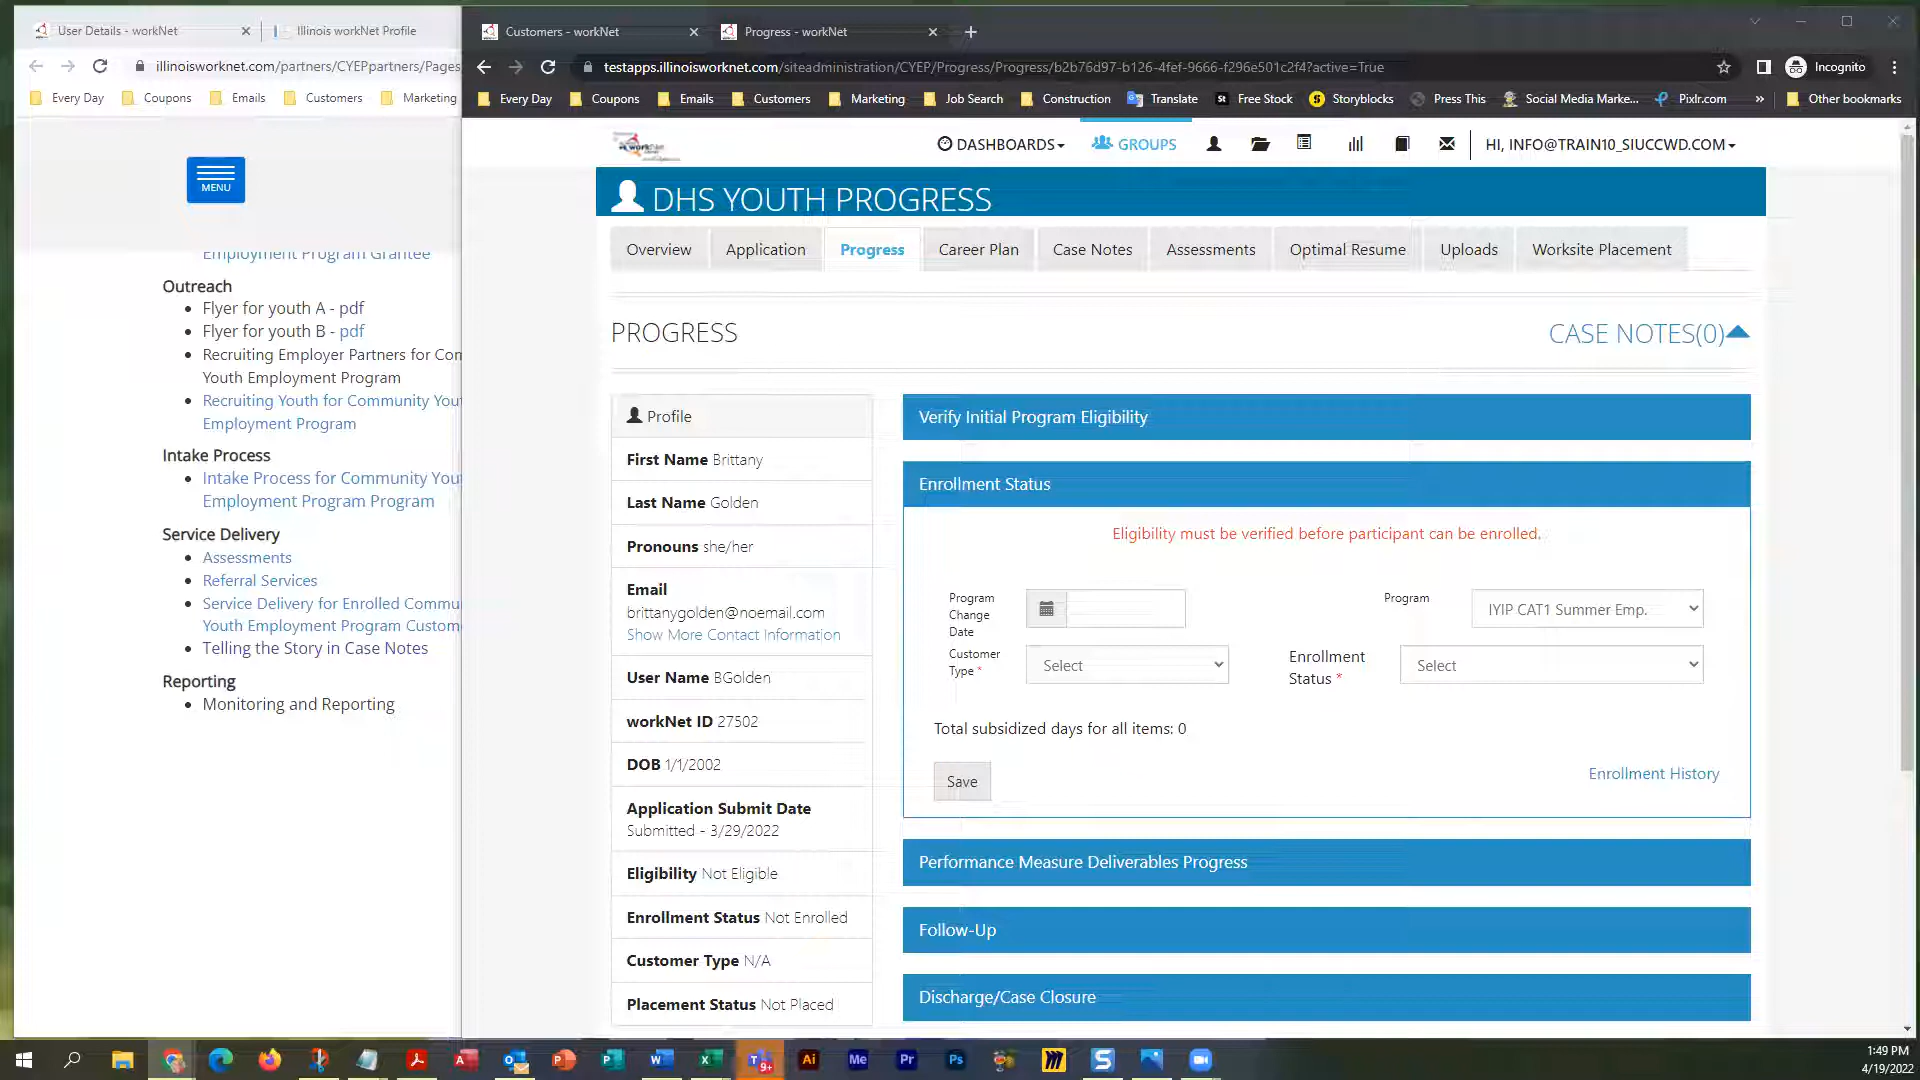 User Details - workNet
Illinois workNet Profile
Customers - workNet
Progress - workNet
illinoisworknet.com/partners/CYEPpartners/Pages
testapps.illinoisworknet.com/siteadministration/CYEP/Progress/Progress/b2b76d97-b126-4fef-9666-f296e501c2f4?active=True
Incognito
Every Day
Coupons
Emails
Customers
Marketing
Every Day
Coupons
Emails
Customers
Marketing
Job Search
Construction
Translate
Free Stock
Storyblocks
Press This
Social Media Marke...
Pixlr.com
»
Other bookmarks
MENU
DASHBOARDS
GROUPS
HI, INFO@TRAIN10_SIUCCWD.COM
DHS YOUTH PROGRESS
Overview
Application
Progress
Career Plan
Case Notes
Assessments
Optimal Resume
Uploads
Worksite Placement
Employment Program Grantee
Outreach
Flyer for youth A - pdf
Flyer for youth B - pdf
Recruiting Employer Partners for Con
Youth Employment Program
Recruiting Youth for Community You
Employment Program
Intake Process
Intake Process for Community You
Employment Program Program
Service Delivery
Assessments
Referral Services
Service Delivery for Enrolled Commu
Youth Employment Program Custom
Telling the Story in Case Notes
Reporting
Monitoring and Reporting
PROGRESS
CASE NOTES(0)
Profile
First Name Brittany
Last Name Golden
Pronouns she/her
Email
brittanygolden@noemail.com
Show More Contact Information
User Name BGolden
workNet ID 27502
DOB 1/1/2002
Application Submit Date
Submitted - 3/29/2022
Eligibility Not Eligible
Enrollment Status Not Enrolled
Customer Type N/A
Placement Status Not Placed
Verify Initial Program Eligibility
Enrollment Status
Eligibility must be verified before participant can be enrolled.
Program
Change
Date
Program
IYIP CAT1 Summer Emp.
Customer
Type *
Select
Enrollment
Status *
Select
Total subsidized days for all items: 0
Save
Enrollment History
Performance Measure Deliverables Progress
Follow-Up
Discharge/Case Closure
1:49 PM
4/19/2022